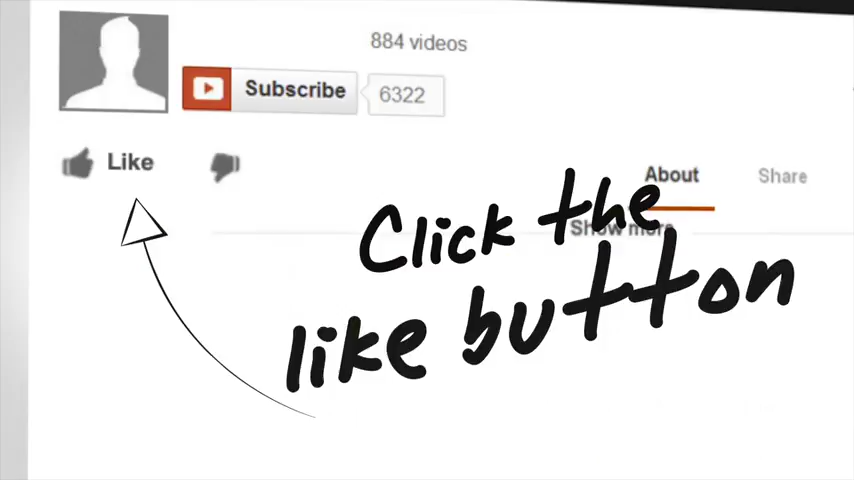 884 videos
Subscribe 6322
Like
About Share
Show more
Click the
like button